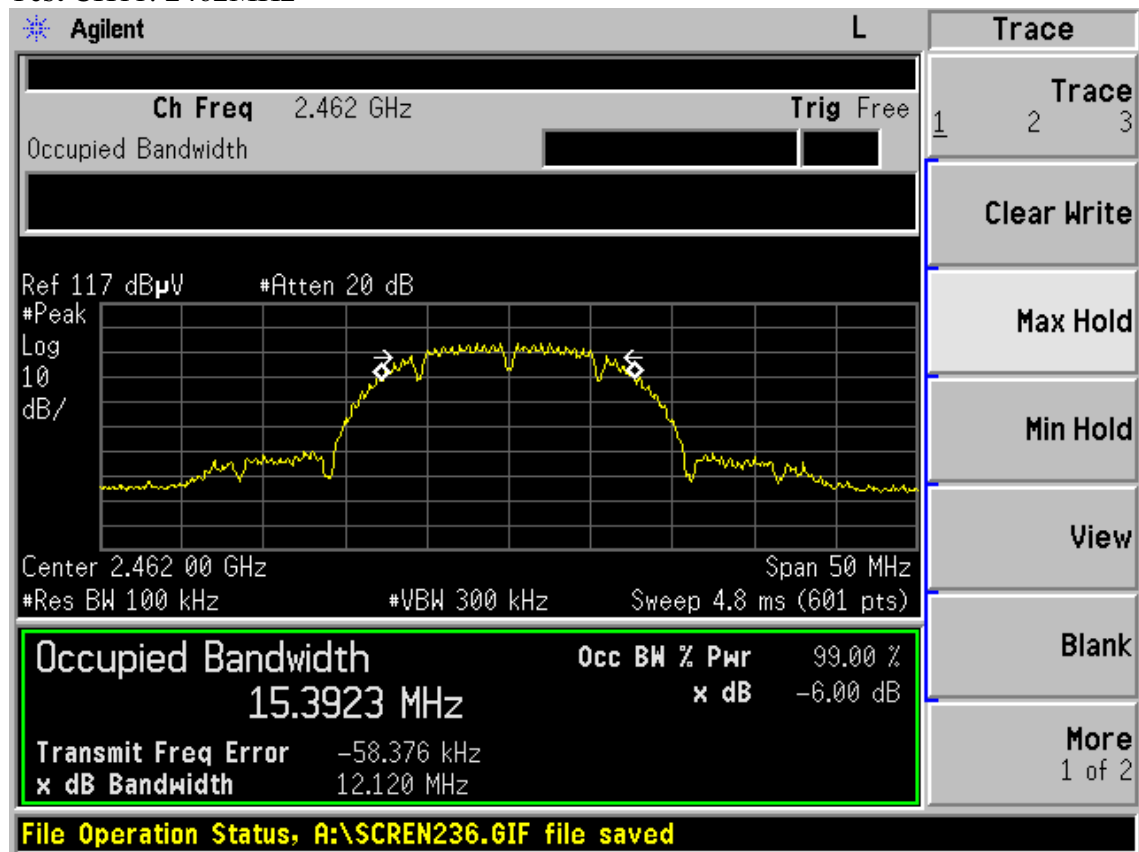 Agilent L
Ch Freq 2.462 GHz Trig Free
Occupied Bandwidth
Ref 117 dBµV #Atten 20 dB
#Peak
Log
10
dB/
Center 2.462 00 GHz Span 50 MHz
#Res BW 100 kHz #VBW 300 kHz Sweep 4.8 ms (601 pts)
Occupied Bandwidth Occ BW % Pwr 99.00 %
15.3923 MHz x dB -6.00 dB
Transmit Freq Error -58.376 kHz
x dB Bandwidth 12.120 MHz
File Operation Status, A:\SCREN236.GIF file saved
Trace
Trace
1 2 3
Clear Write
Max Hold
Min Hold
View
Blank
More
1 of 2